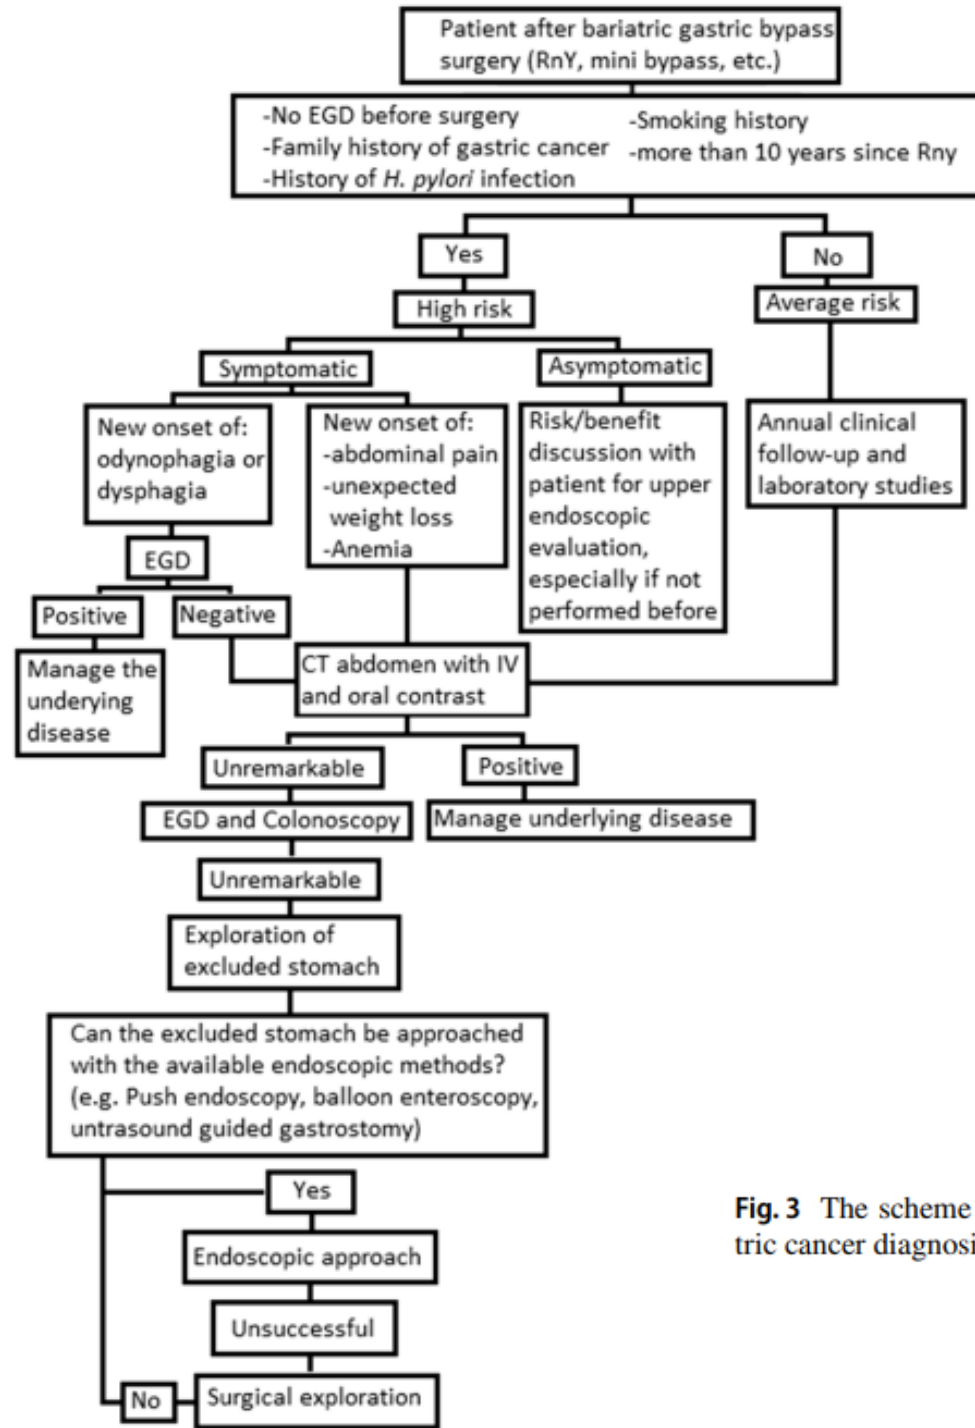 Patient after bariatric gastric bypass
surgery (RnY, mini bypass, etc.)
-No EGD before surgery
-Family history of gastric cancer
-History of H. pylori infection
-Smoking history
-more than 10 years since Rny
Yes
No
High risk
Average risk
Symptomatic
Asymptomatic
New onset of:
odynophagia or
dysphagia
New onset of:
-abdominal pain
-unexpected
weight loss
-Anemia
Risk/benefit
discussion with
patient for upper
endoscopic
evaluation,
especially if not
performed before
Annual clinical
follow-up and
laboratory studies
EGD
Positive
Negative
Manage the
underying
disease
CT abdomen with IV
and oral contrast
Unremarkable
Positive
EGD and Colonoscopy
Manage underlying disease
Unremarkable
Exploration of
excluded stomach
Can the excluded stomach be approached
with the available endoscopic methods?
(e.g. Push endoscopy, balloon enteroscopy,
untrasound guided gastrostomy)
Yes
Endoscopic approach
Unsuccessful
No
Surgical exploration
Fig. 3 The scheme
tric cancer diagnosi